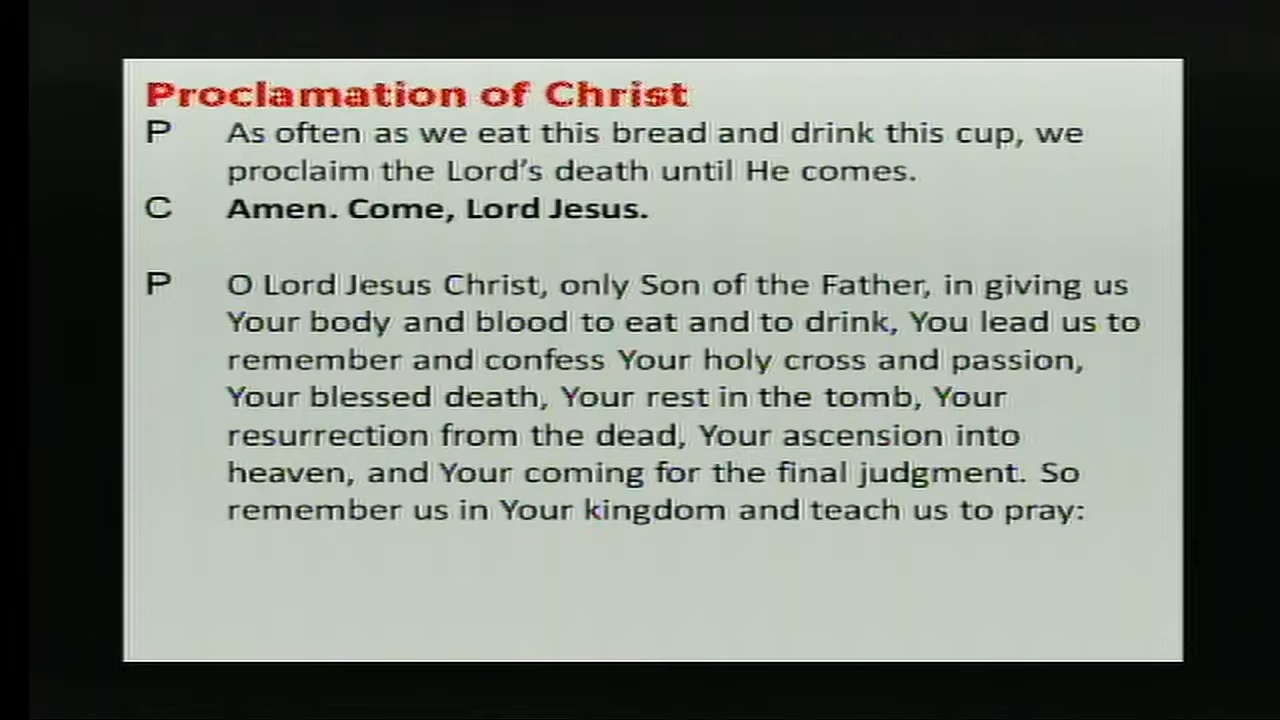 Proclamation of Christ
P As often as we eat this bread and drink this cup, we
proclaim the Lord's death until He comes.
C Amen. Come, Lord Jesus.
P O Lord Jesus Christ, only Son of the Father, in giving us
Your body and blood to eat and to drink, You lead us to
remember and confess Your holy cross and passion,
Your blessed death, Your rest in the tomb, Your
resurrection from the dead, Your ascension into
heaven, and Your coming for the final judgment. So
remember us in Your kingdom and teach us to pray: